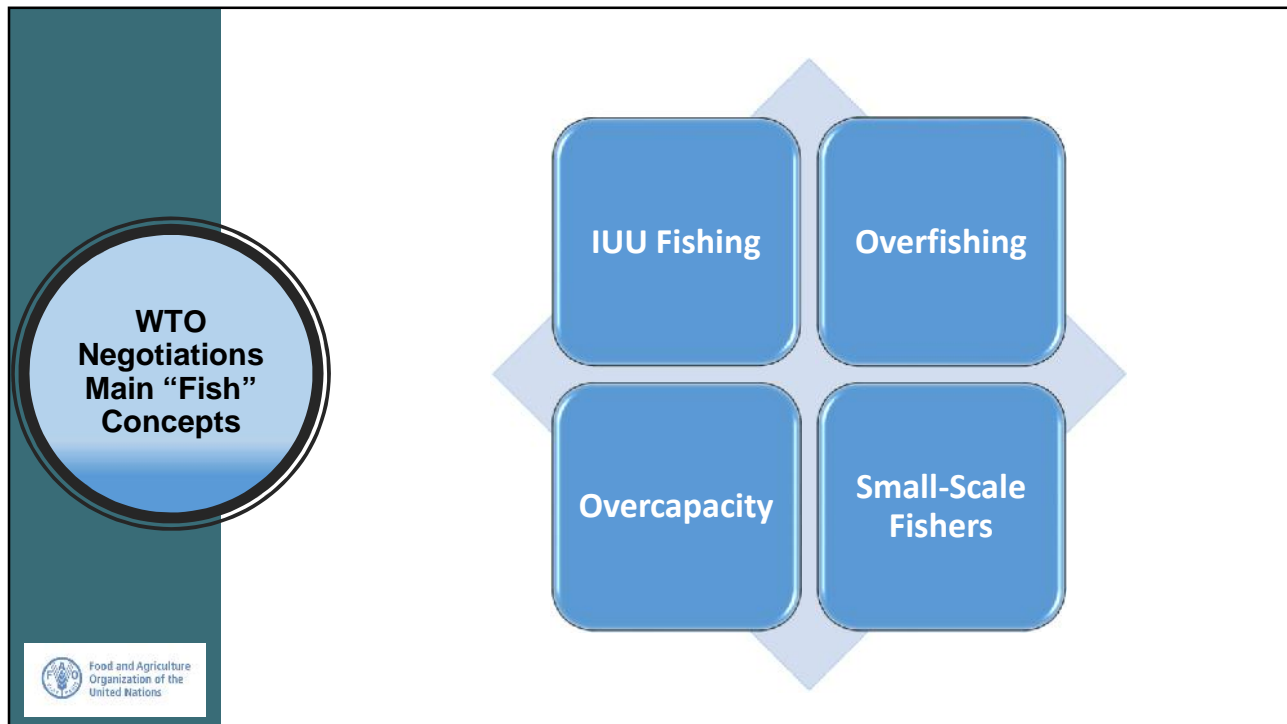 WTO
Negotiations
Main “Fish”
Concepts
IUU Fishing
Overfishing
Overcapacity
Small-Scale
Fishers
Food and Agriculture
Organization of the
United Nations